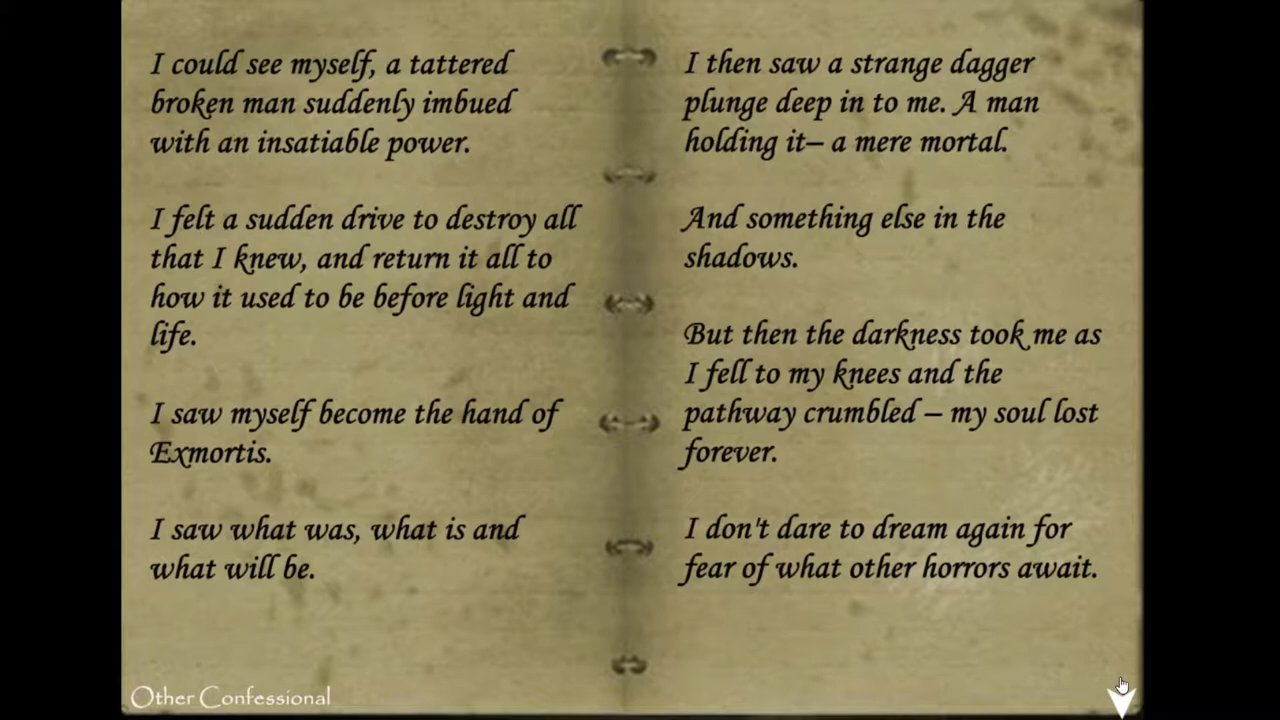 I could see myself, a tattered
broken man suddenly imbued
with an insatiable power.
I felt a sudden drive to destroy all
that I knew, and return it all to
how it used to be before light and
life.
I saw myself become the hand of
Exmortis.
I saw what was, what is and
what will be.
I then saw a strange dagger
plunge deep in to me. A man
holding it– a mere mortal.
And something else in the
shadows.
But then the darkness took me as
I fell to my knees and the
pathway crumbled – my soul lost
forever.
I don't dare to dream again for
fear of what other horrors await.
Other Confessional